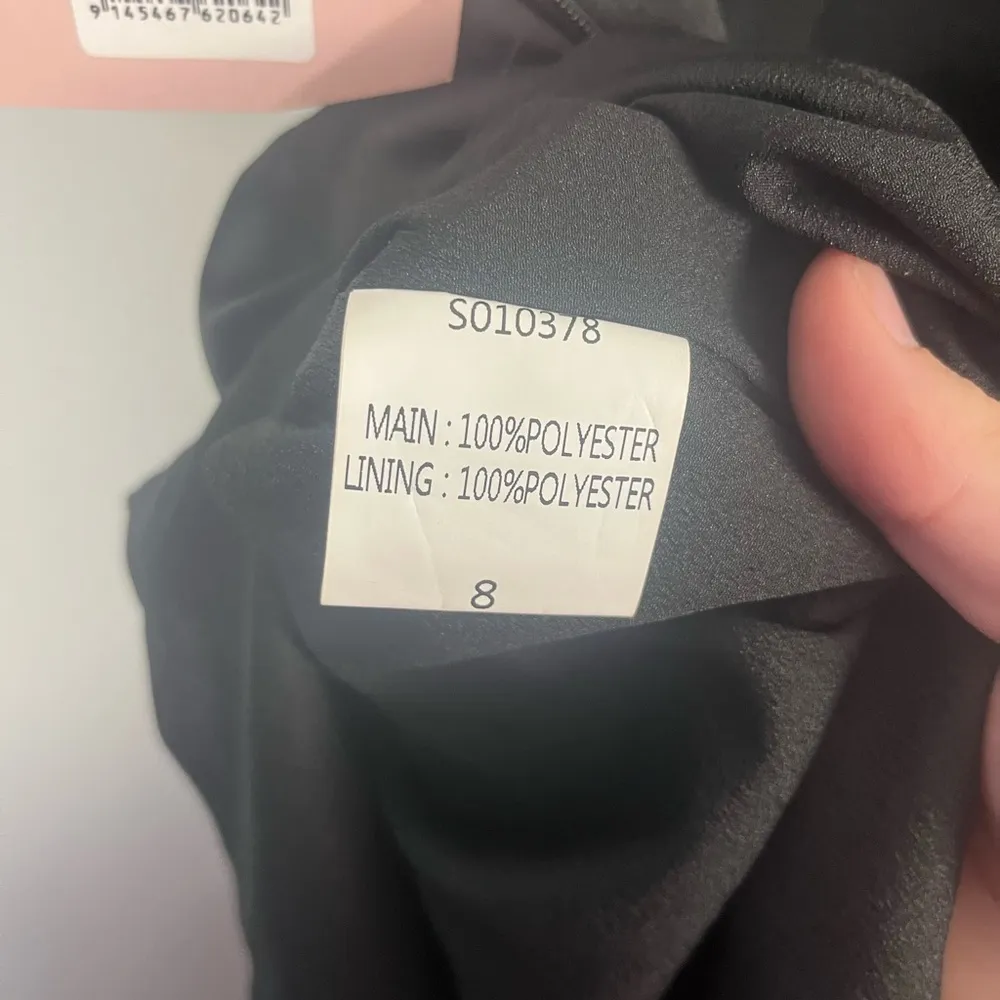 9145467620642
S010378
MAIN : 100%POLYESTER
LINING : 100%POLYESTER
8